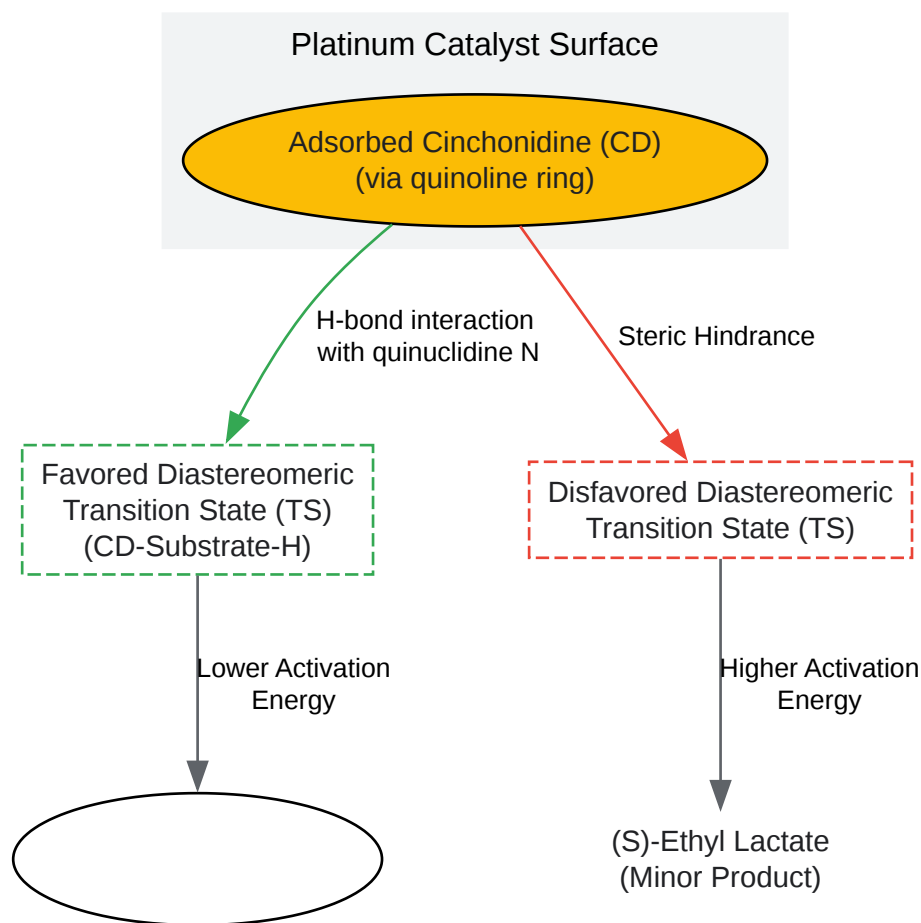 Platinum Catalyst Surface
Adsorbed Cinchonidine (CD)
(via quinoline ring)
H-bond interaction
with quinuclidine N
Steric Hindrance
Favored Diastereomeric
Transition State (TS)
(CD-Substrate-H)
Disfavored Diastereomeric
Transition State (TS)
Lower Activation
Energy
Higher Activation
Energy
(S)-Ethyl Lactate
(Minor Product)